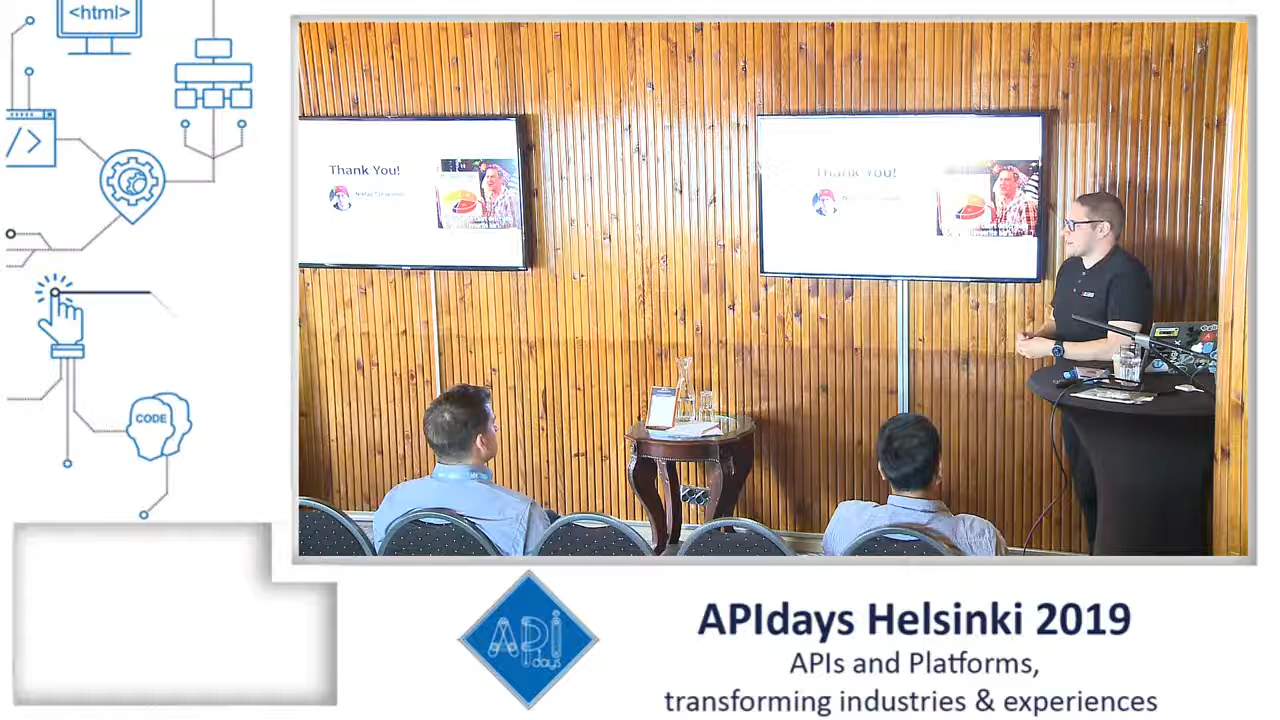 <html>
</>
CODE
Thank You!
Thank You!
API
days
APIdays Helsinki 2019
APIs and Platforms,
transforming industries & experiences